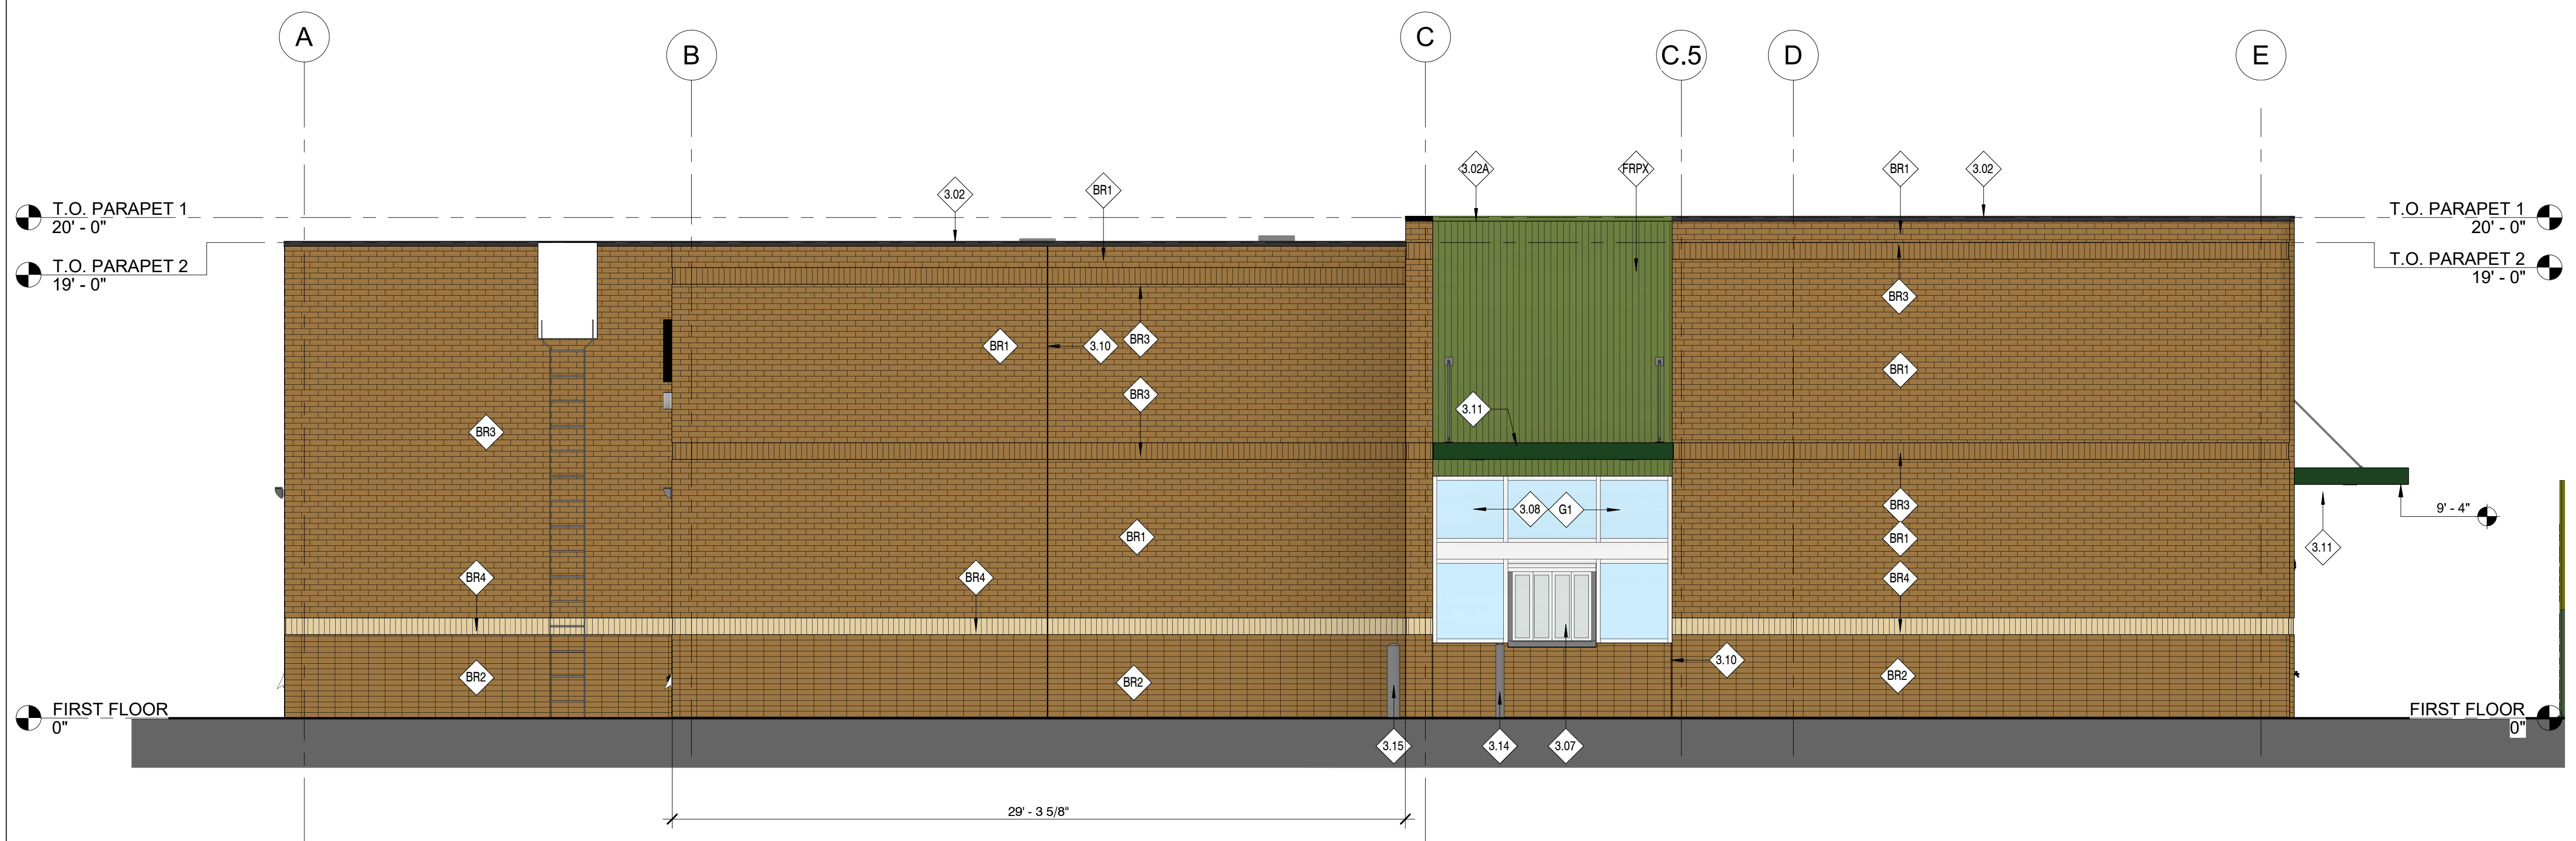 A
B
C
C.5
D
E
3.02A
FRPX
BR1
3.02
3.02
BR1
T.O. PARAPET 1
20' - 0"
T.O. PARAPET 1
20' - 0"
T.O. PARAPET 2
19' - 0"
T.O. PARAPET 2
19' - 0"
BR3
BR1
3.10
BR3
BR1
BR3
3.11
BR3
3.08
G1
BR3
9' - 4"
BR1
BR1
3.11
BR4
BR4
BR4
3.10
BR2
BR2
BR2
FIRST FLOOR
0"
FIRST FLOOR
0"
3.15
3.14
3.07
29' - 3 5/8"